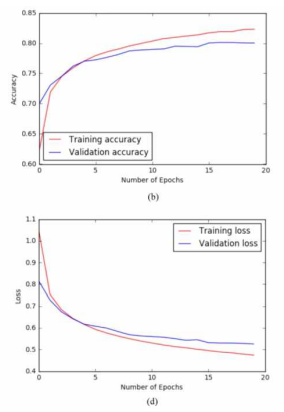 0.85
0.80
0.75
0.70
0.65
0.60
Accuracy
Training accuracy
Validation accuracy
0 5 10 15 20
Number of Epochs
(b)
1.1
1.0
0.9
0.8
0.7
0.6
0.5
0.4
Loss
Training loss
Validation loss
0 5 10 15 20
Number of Epochs
(d)